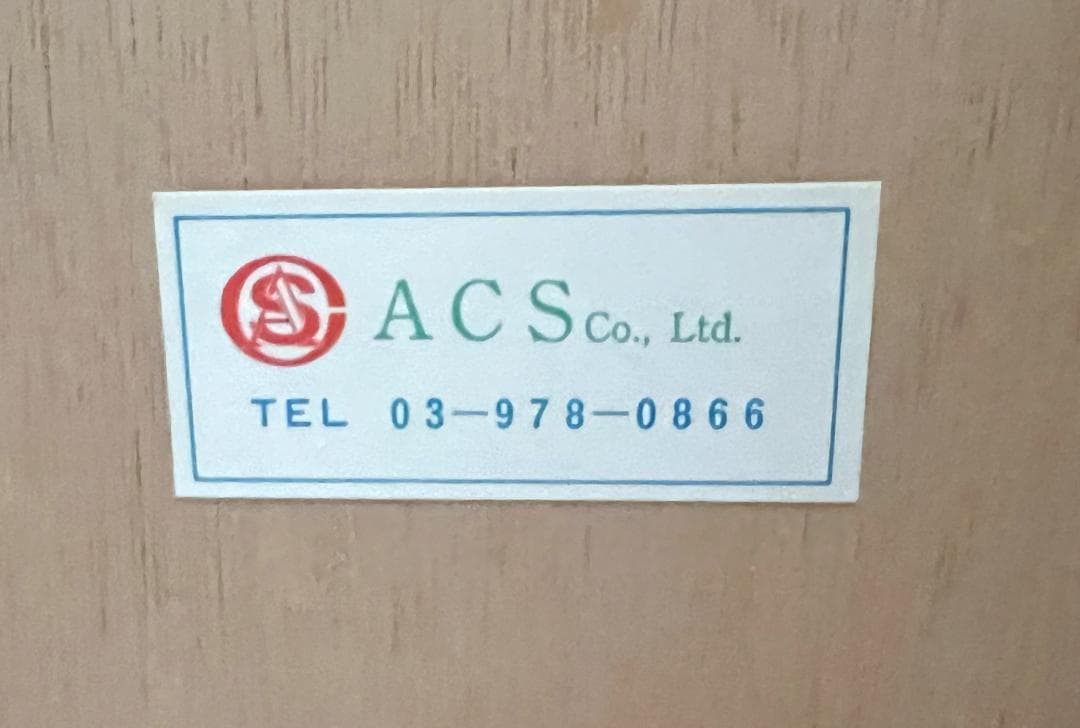 ACS Co., Ltd.
TEL 03-978-0866